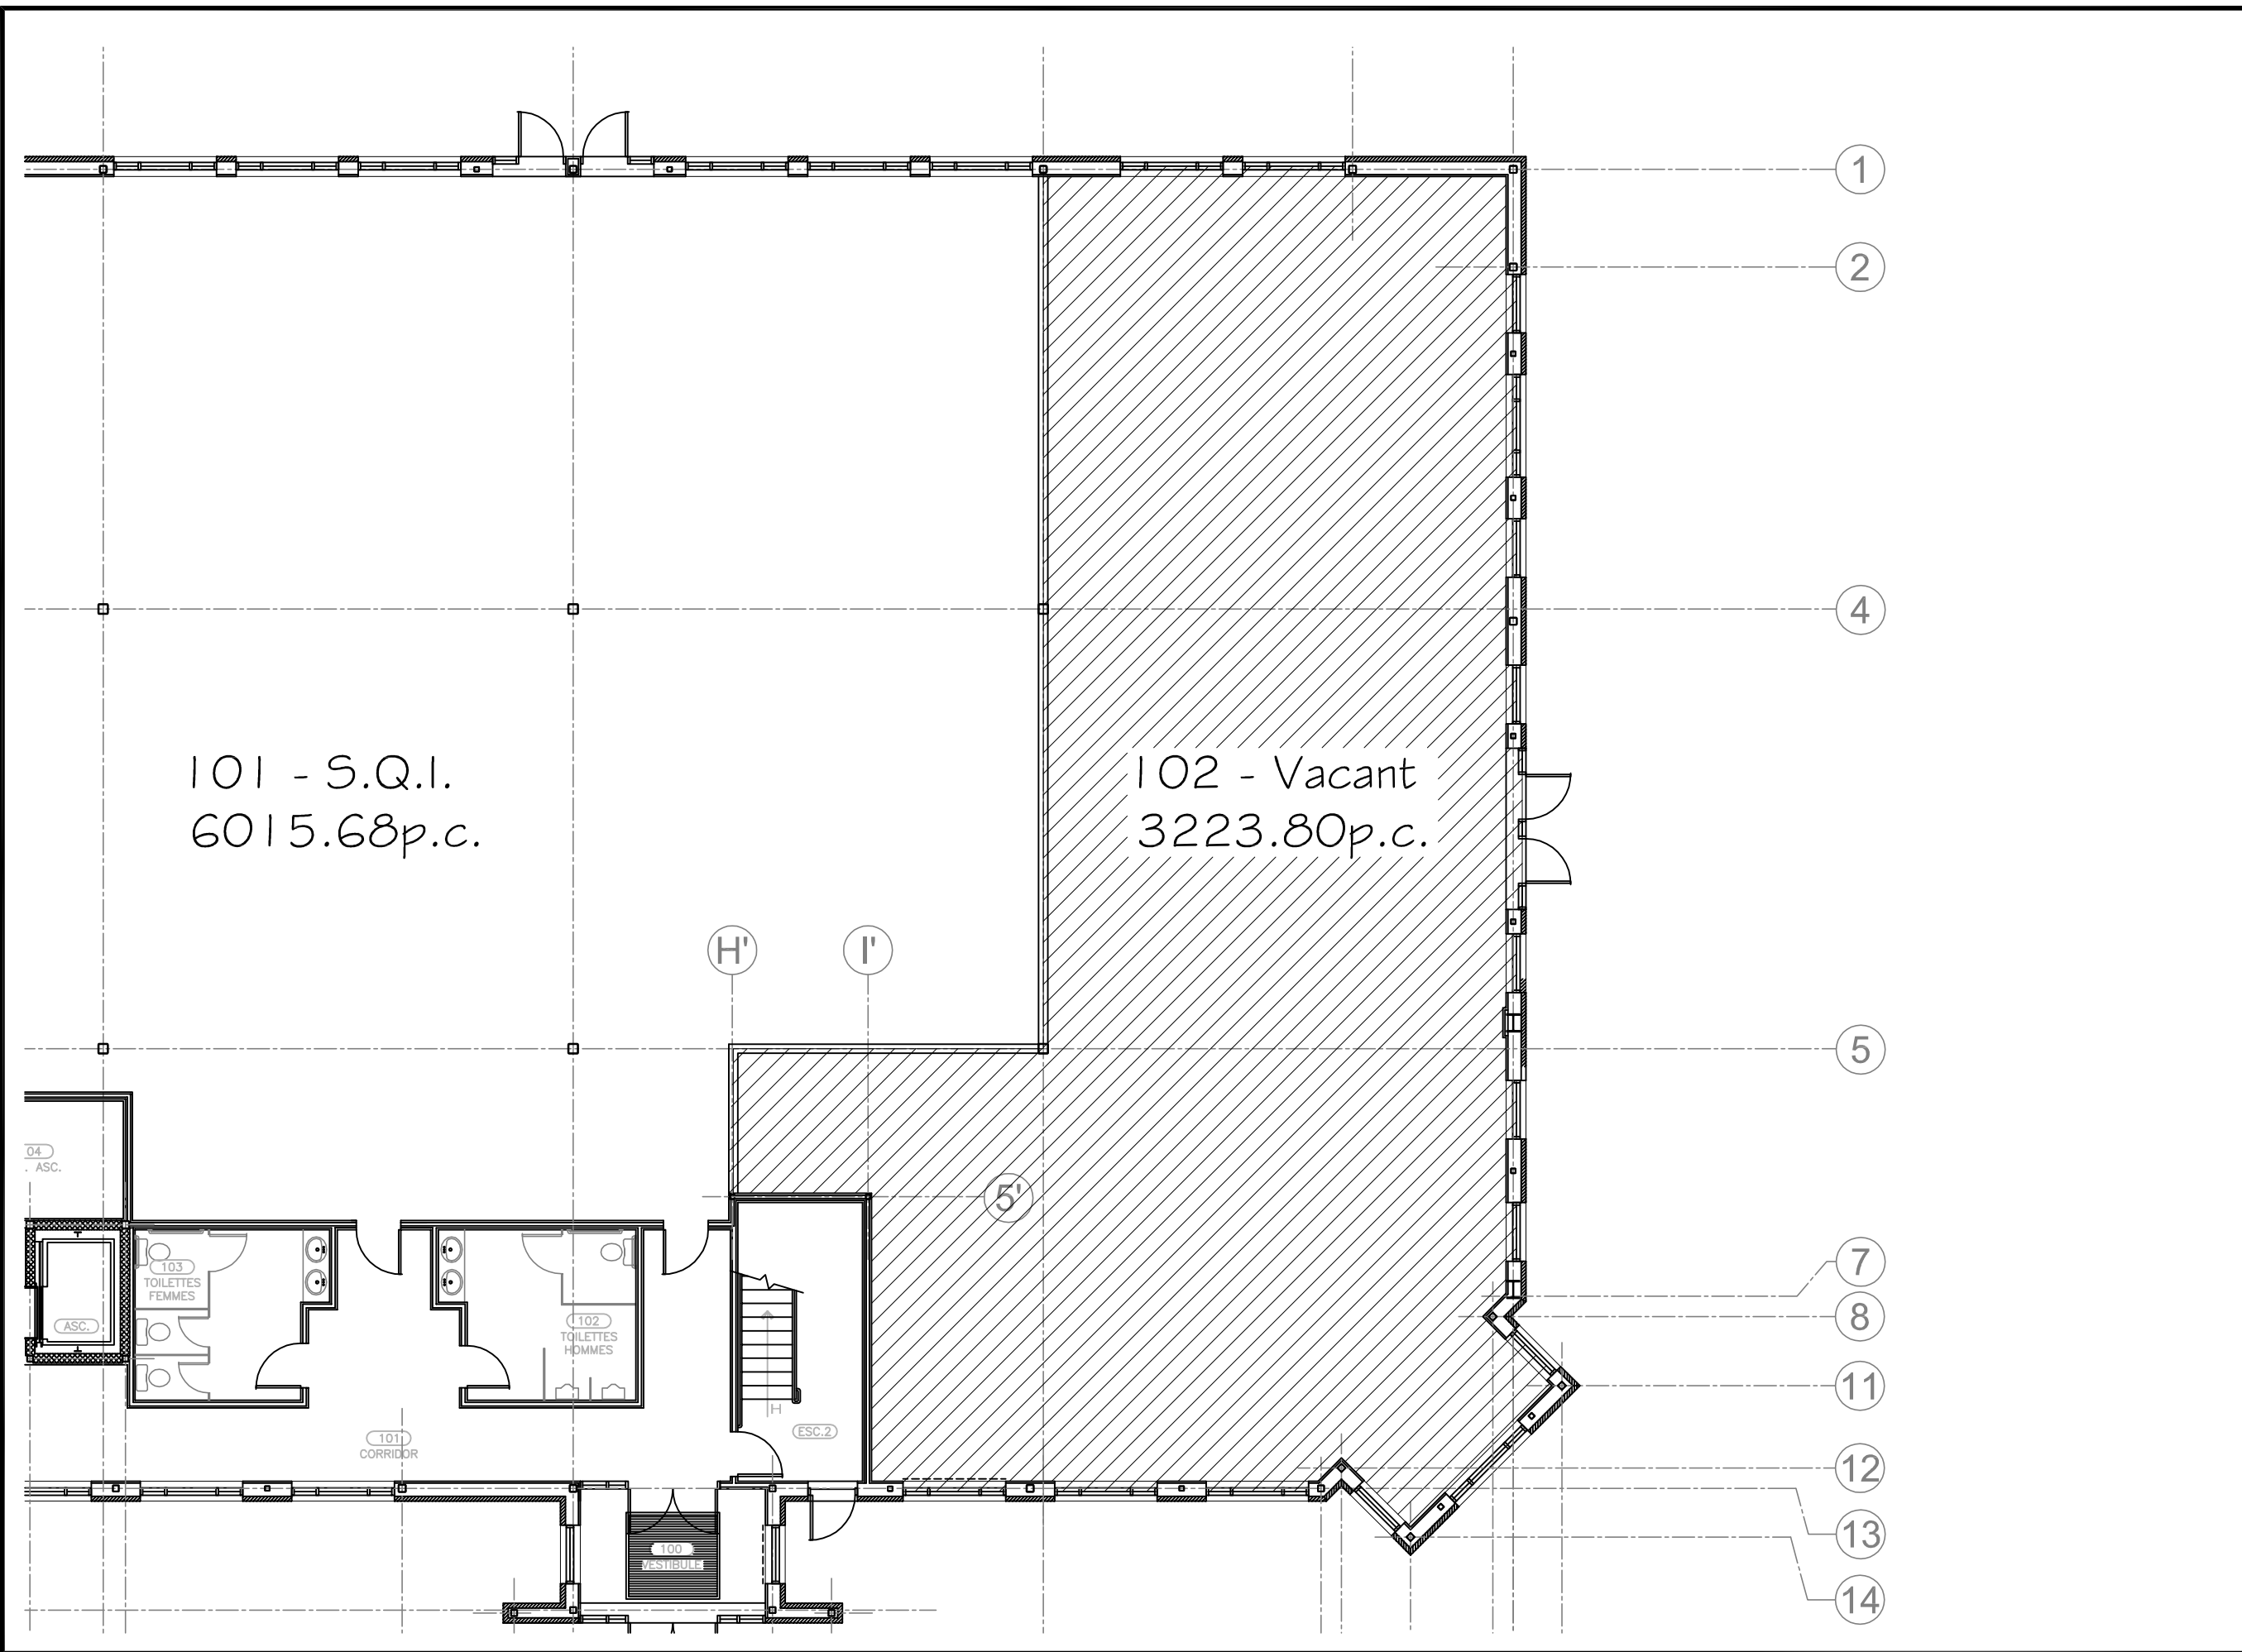 1
2
4
101 - S.Q.I.
6015.68p.c.
102 - Vacant
3223.80p.c.
H'
I'
5
04
. ASC.
5'
103
TOILETTES
FEMMES
ASC.
102
TOILETTES
HOMMES
7
8
11
H
ESC.2
101
CORRIDOR
12
13
100
VESTIBULE
14